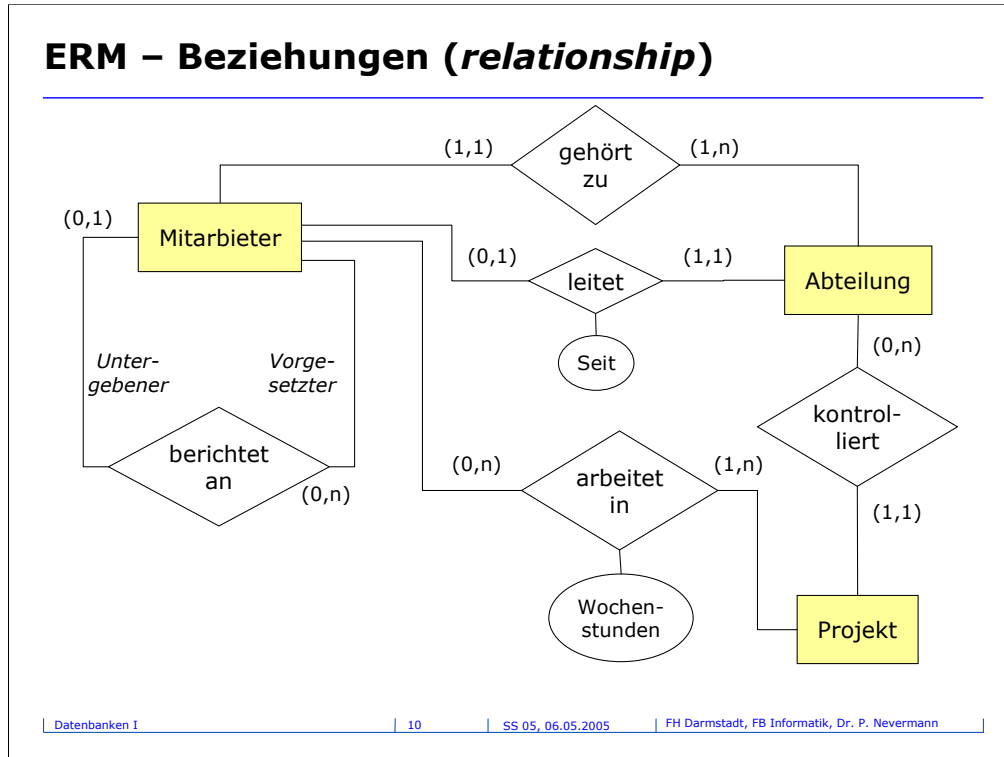 ERM – Beziehungen (relationship)
(1,1)
gehört
zu
(1,n)
(0,1)
Mitarbieter
(0,1)
leitet
(1,1)
Abteilung
Seit
(0,n)
Unter-
gebener
Vorge-
setzter
kontrol-
liert
berichtet
an
(0,n)
(0,n)
arbeitet
in
(1,n)
(1,1)
Wochen-
stunden
Projekt
Datenbanken I
10
SS 05, 06.05.2005
FH Darmstadt, FB Informatik, Dr. P. Nevermann